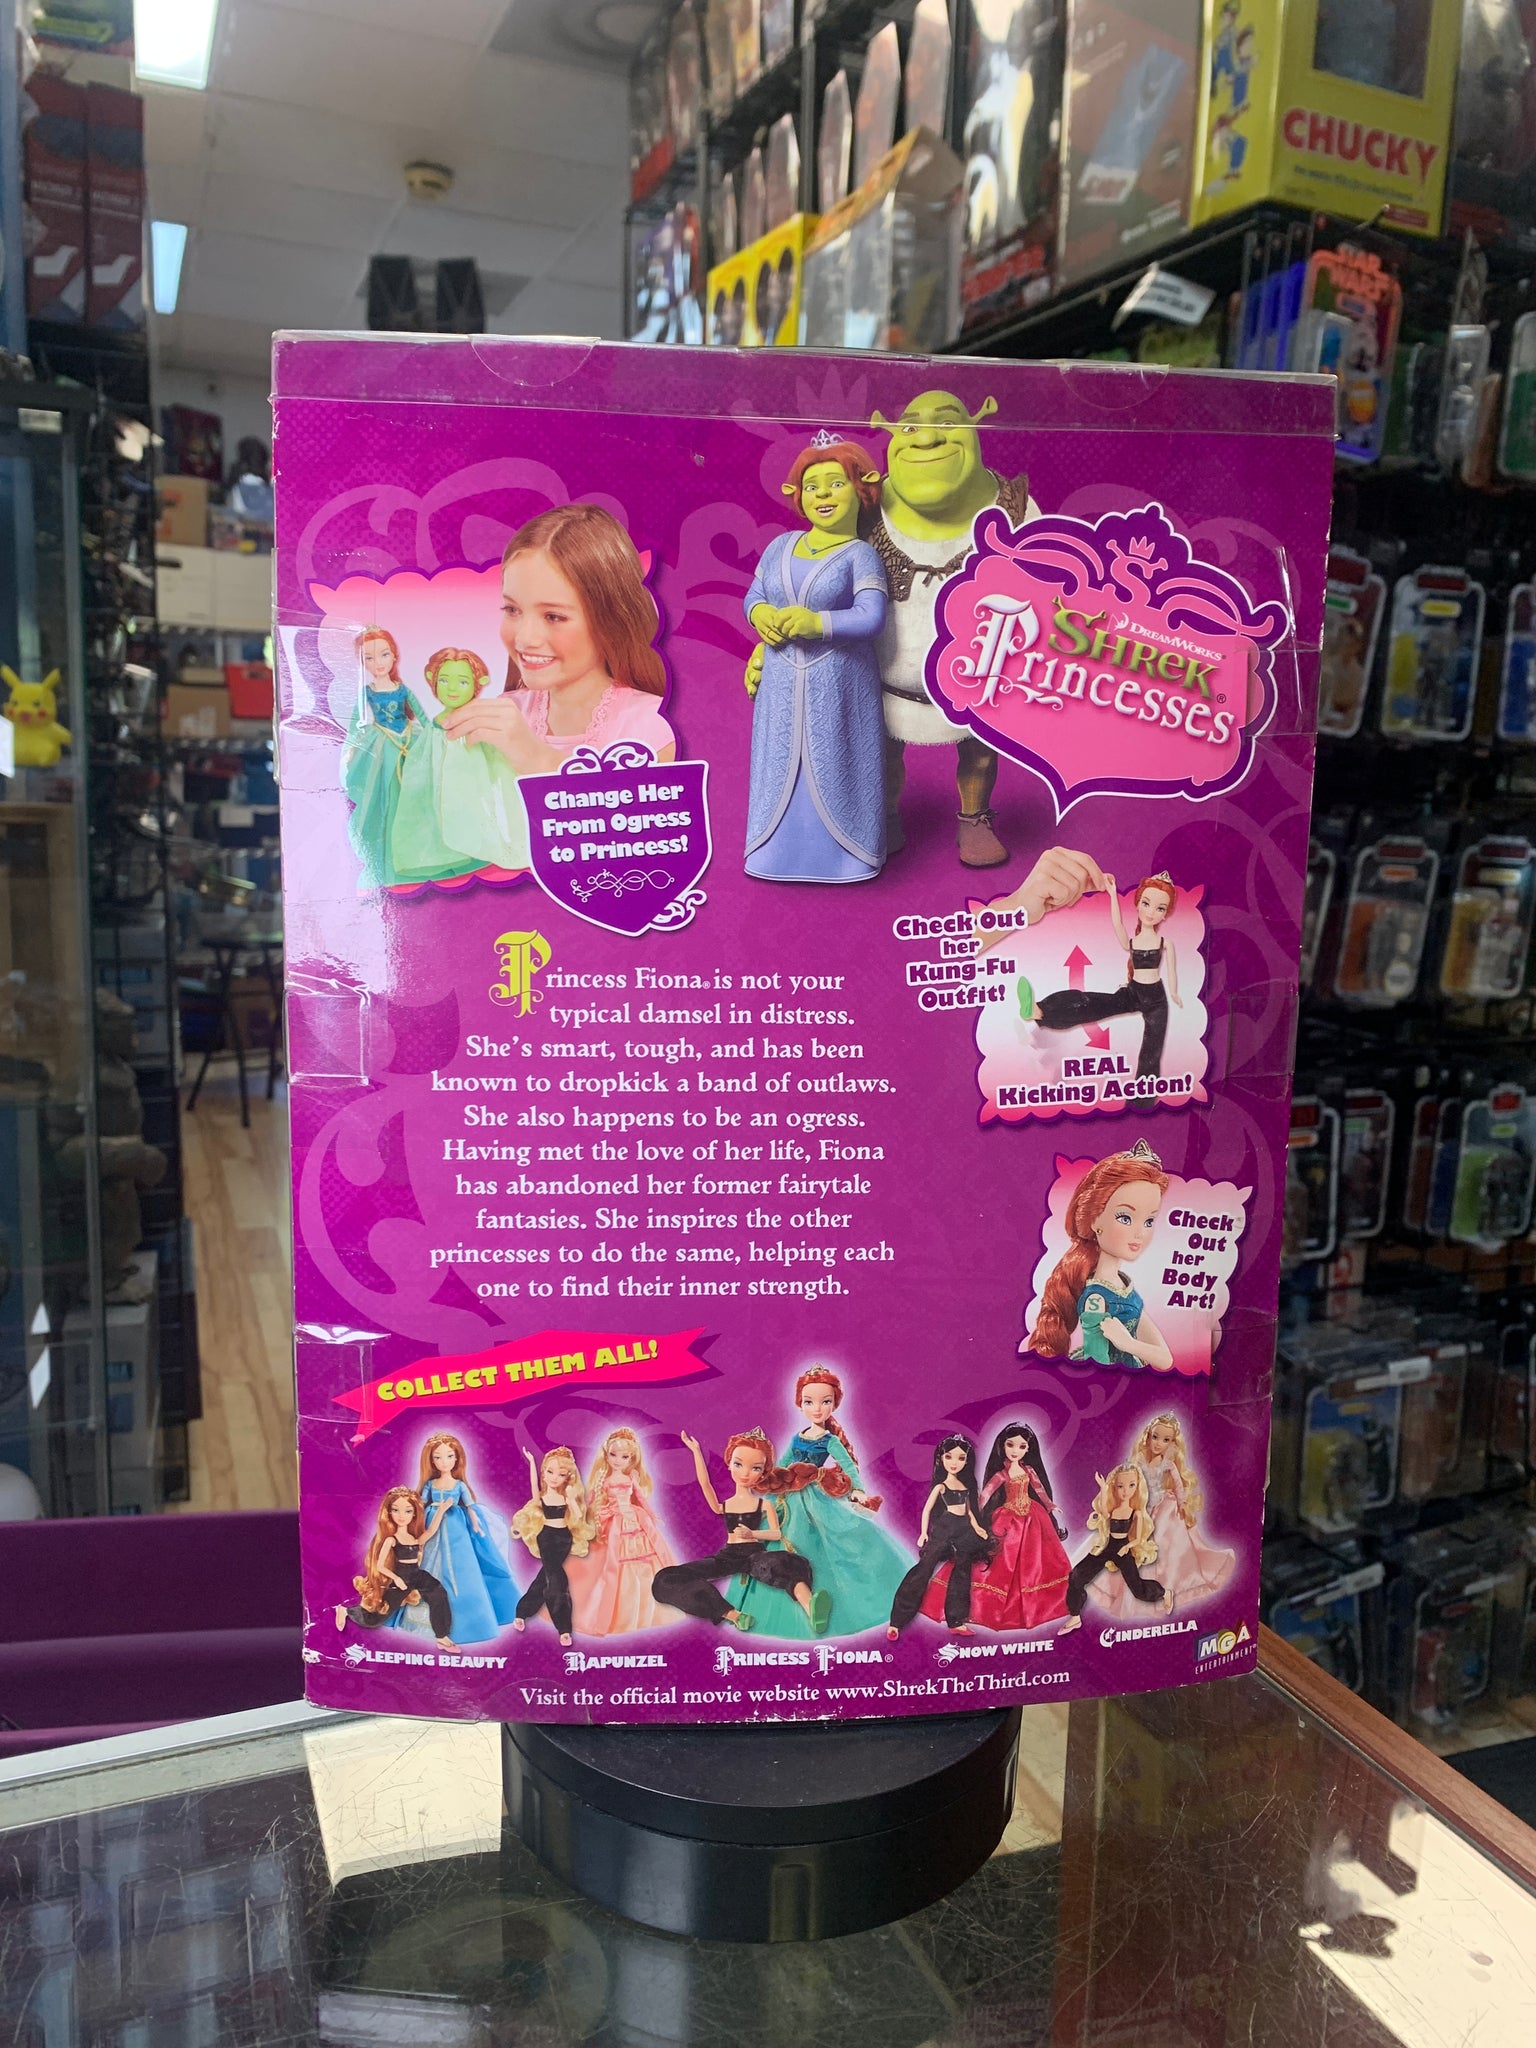 CHUCKY
STAR
WARS
DREAMWORKS
SHREK
Princesses®
Change Her
From Ogress
to Princess!
Check Out
her
Kung-Fu
Outfit!
REAL
Kicking Action!
Princess Fiona® is not your
typical damsel in distress.
She's smart, tough, and has been
known to dropkick a band of outlaws.
She also happens to be an ogress.
Having met the love of her life, Fiona
has abandoned her former fairytale
fantasies. She inspires the other
princesses to do the same, helping each
one to find their inner strength.
Check
Out
her
Body
Art!
S
COLLECT THEM ALL!
SLEEPING BEAUTY
RAPUNZEL
PRINCESS FIONA®
SNOW WHITE
CINDERELLA
MGA
ENTERTAINMENT
Visit the official movie website www.ShrekTheThird.com